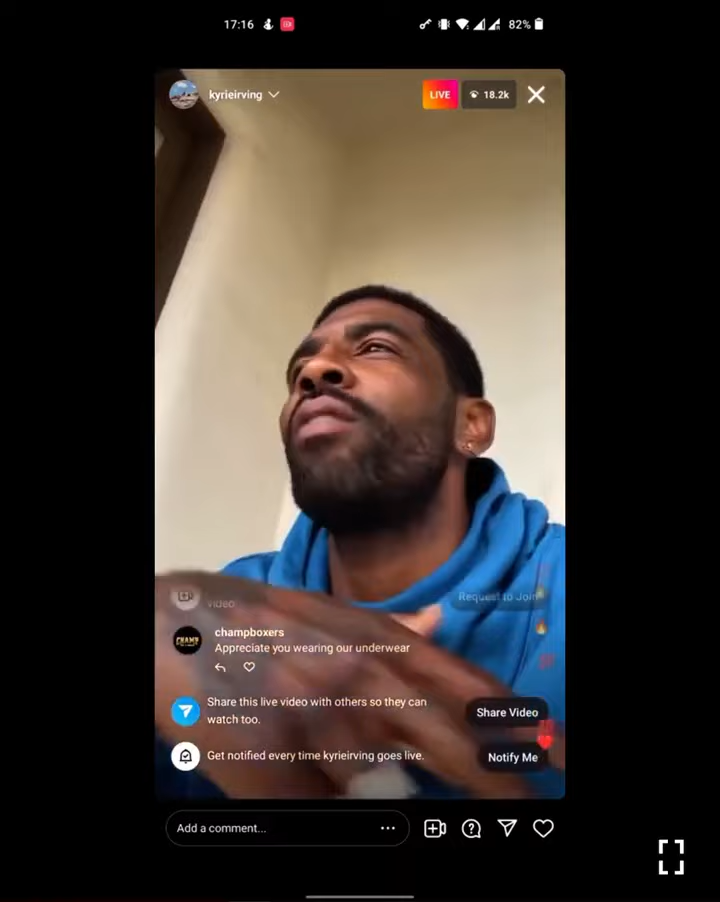 17:16
82%
kyrieirving
LIVE
18.2k
video
Request to Join
champboxers
CHAMP
Appreciate you wearing our underwear
Share this live video with others so they can
watch too.
Share Video
Get notified every time kyrieirving goes live.
Notify Me
Add a comment...